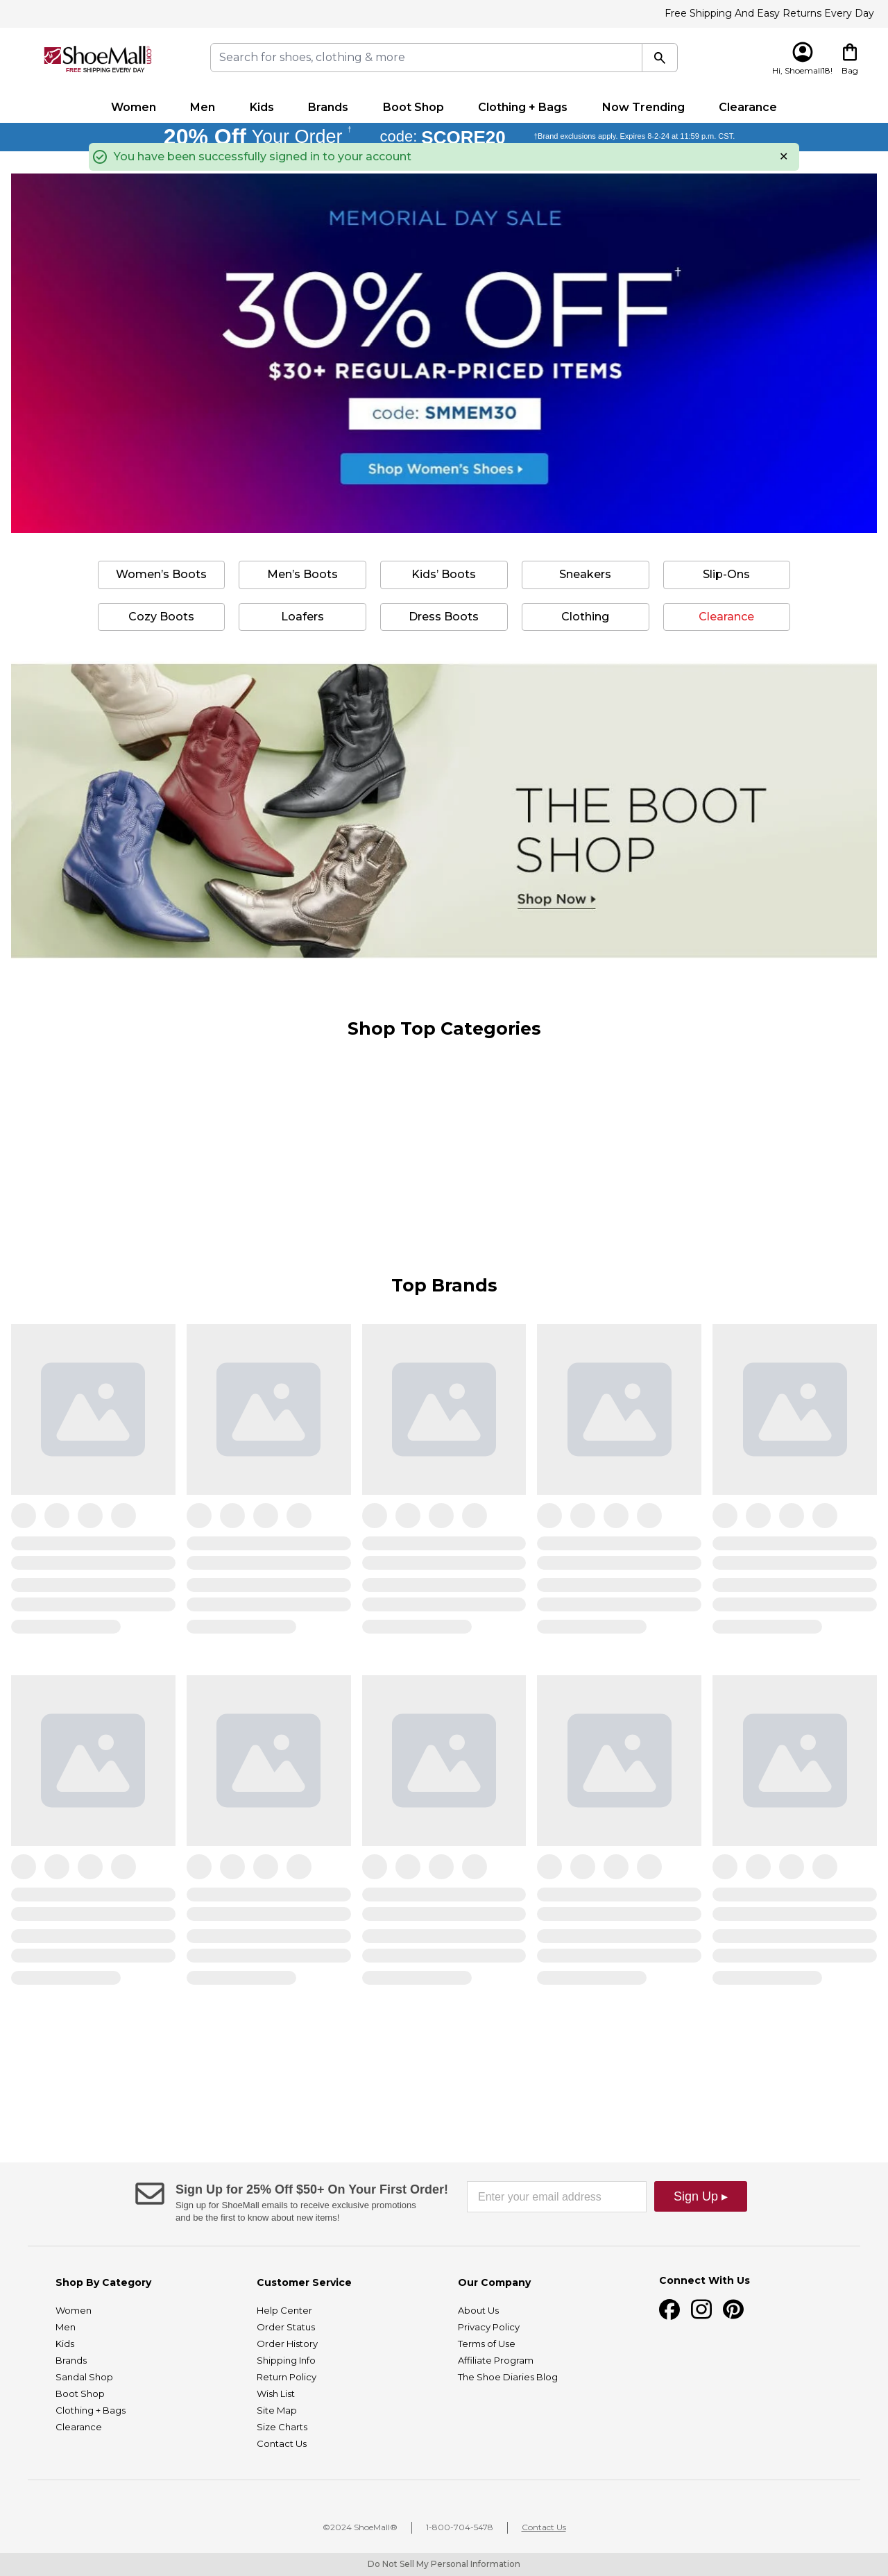 Free Shipping And Easy Returns Every Day
ShoeMall.com
FREE SHIPPING EVERY DAY
Search for shoes, clothing & more
Hi, Shoemall18!
Bag
Women
Men
Kids
Brands
Boot Shop
Clothing + Bags
Now Trending
Clearance
20% Off Your Order †
code: SCORE20
†Brand exclusions apply. Expires 8-2-24 at 11:59 p.m. CST.
You have been successfully signed in to your account
MEMORIAL DAY SALE
30% OFF†
$30+ REGULAR-PRICED ITEMS
code: SMMEM30
Shop Women's Shoes
Women's Boots
Men's Boots
Kids' Boots
Sneakers
Slip-Ons
Cozy Boots
Loafers
Dress Boots
Clothing
Clearance
THE BOOT
SHOP
Shop Now
Shop Top Categories
Top Brands
Sign Up for 25% Off $50+ On Your First Order!
Sign up for ShoeMall emails to receive exclusive promotions
and be the first to know about new items!
Enter your email address
Sign Up ▸
Shop By Category
Women
Men
Kids
Brands
Sandal Shop
Boot Shop
Clothing + Bags
Clearance
Customer Service
Help Center
Order Status
Order History
Shipping Info
Return Policy
Wish List
Site Map
Size Charts
Contact Us
Our Company
About Us
Privacy Policy
Terms of Use
Affiliate Program
The Shoe Diaries Blog
Connect With Us
©2024 ShoeMall®
1-800-704-5478
Contact Us
Do Not Sell My Personal Information